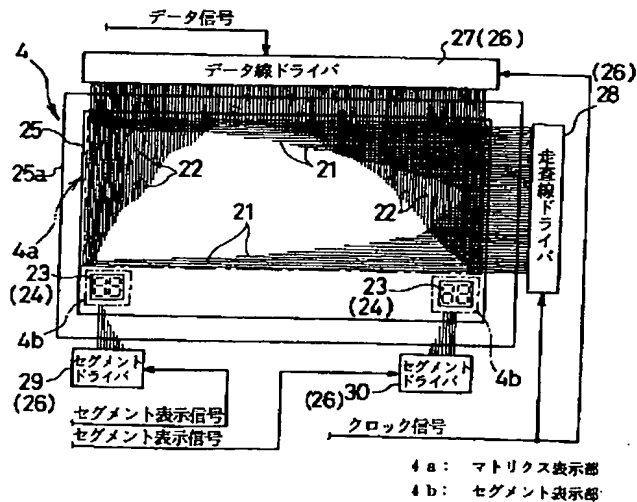 データ信号
27(26)
データ線ドライバ
4
(26)
28
25
25a
22
21
22
4a
21
走査線ドライバ
23
(24)
4b
23
(24)
4b
セグメント
ドライバ
29
(26)
セグメント
ドライバ
(26)30
セグメント表示信号
セグメント表示信号
クロック信号
4a: マトリクス表示部
4b: セグメント表示部